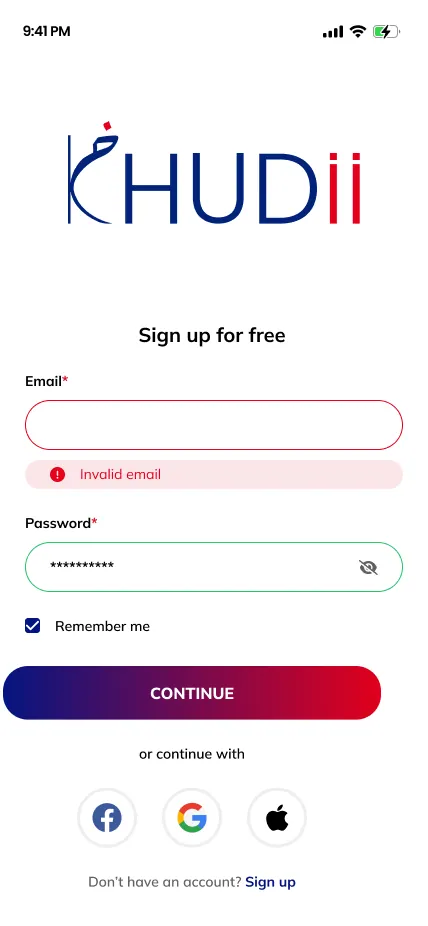 9:41 PM
KHUDii
Sign up for free
Email*
Invalid email
Password*
**********
Remember me
CONTINUE
or continue with
Don’t have an account? Sign up